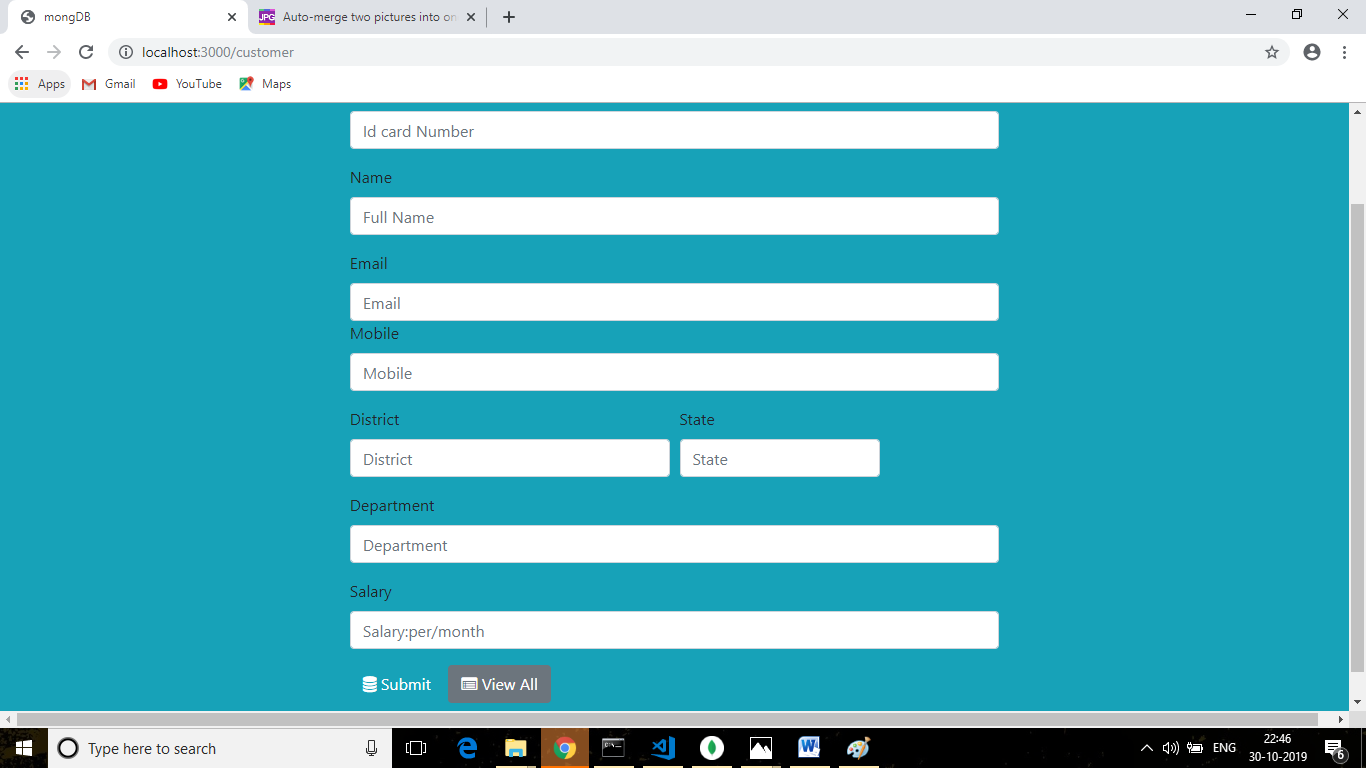 mongDB
JPG Auto-merge two pictures into on
localhost:3000/customer
Apps Gmail YouTube Maps
Id card Number
Name
Full Name
Email
Email
Mobile
Mobile
District State
District State
Department
Department
Salary
Salary:per/month
Submit View All
Type here to search
ENG
22:46
30-10-2019
6